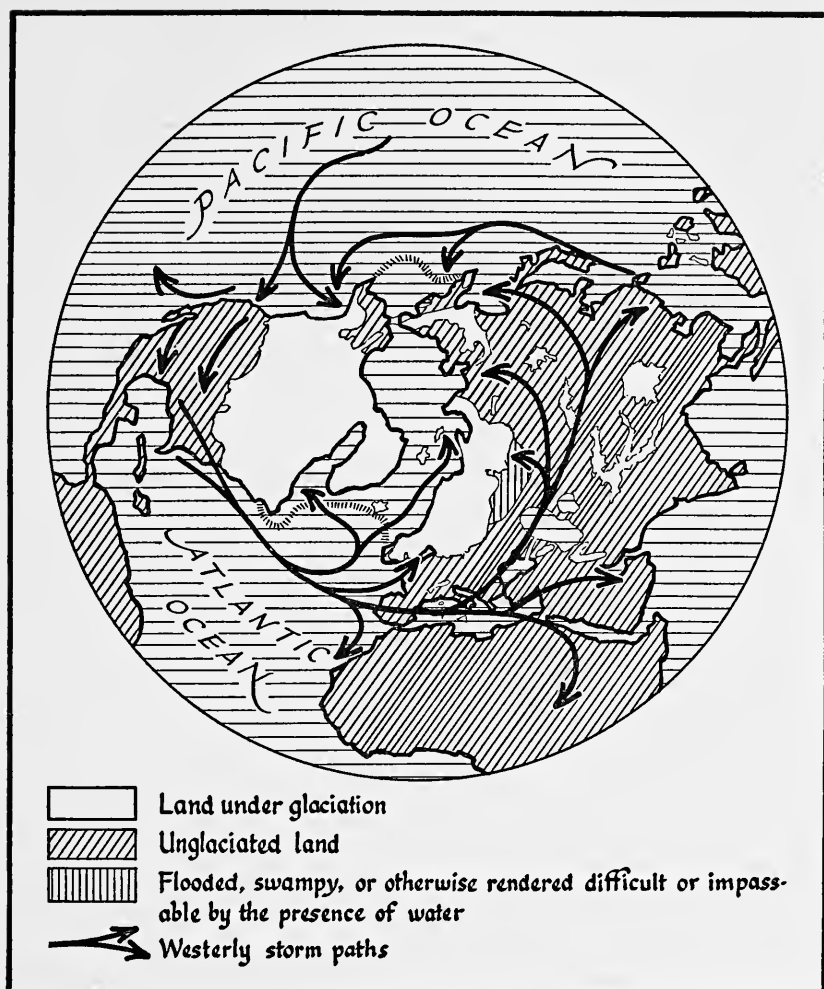 PACIFIC OCEAN
ATLANTIC
OCEAN
Land under glaciation
Unglaciated land
Flooded, swampy, or otherwise rendered difficult or impass-
able by the presence of water
Westerly storm paths